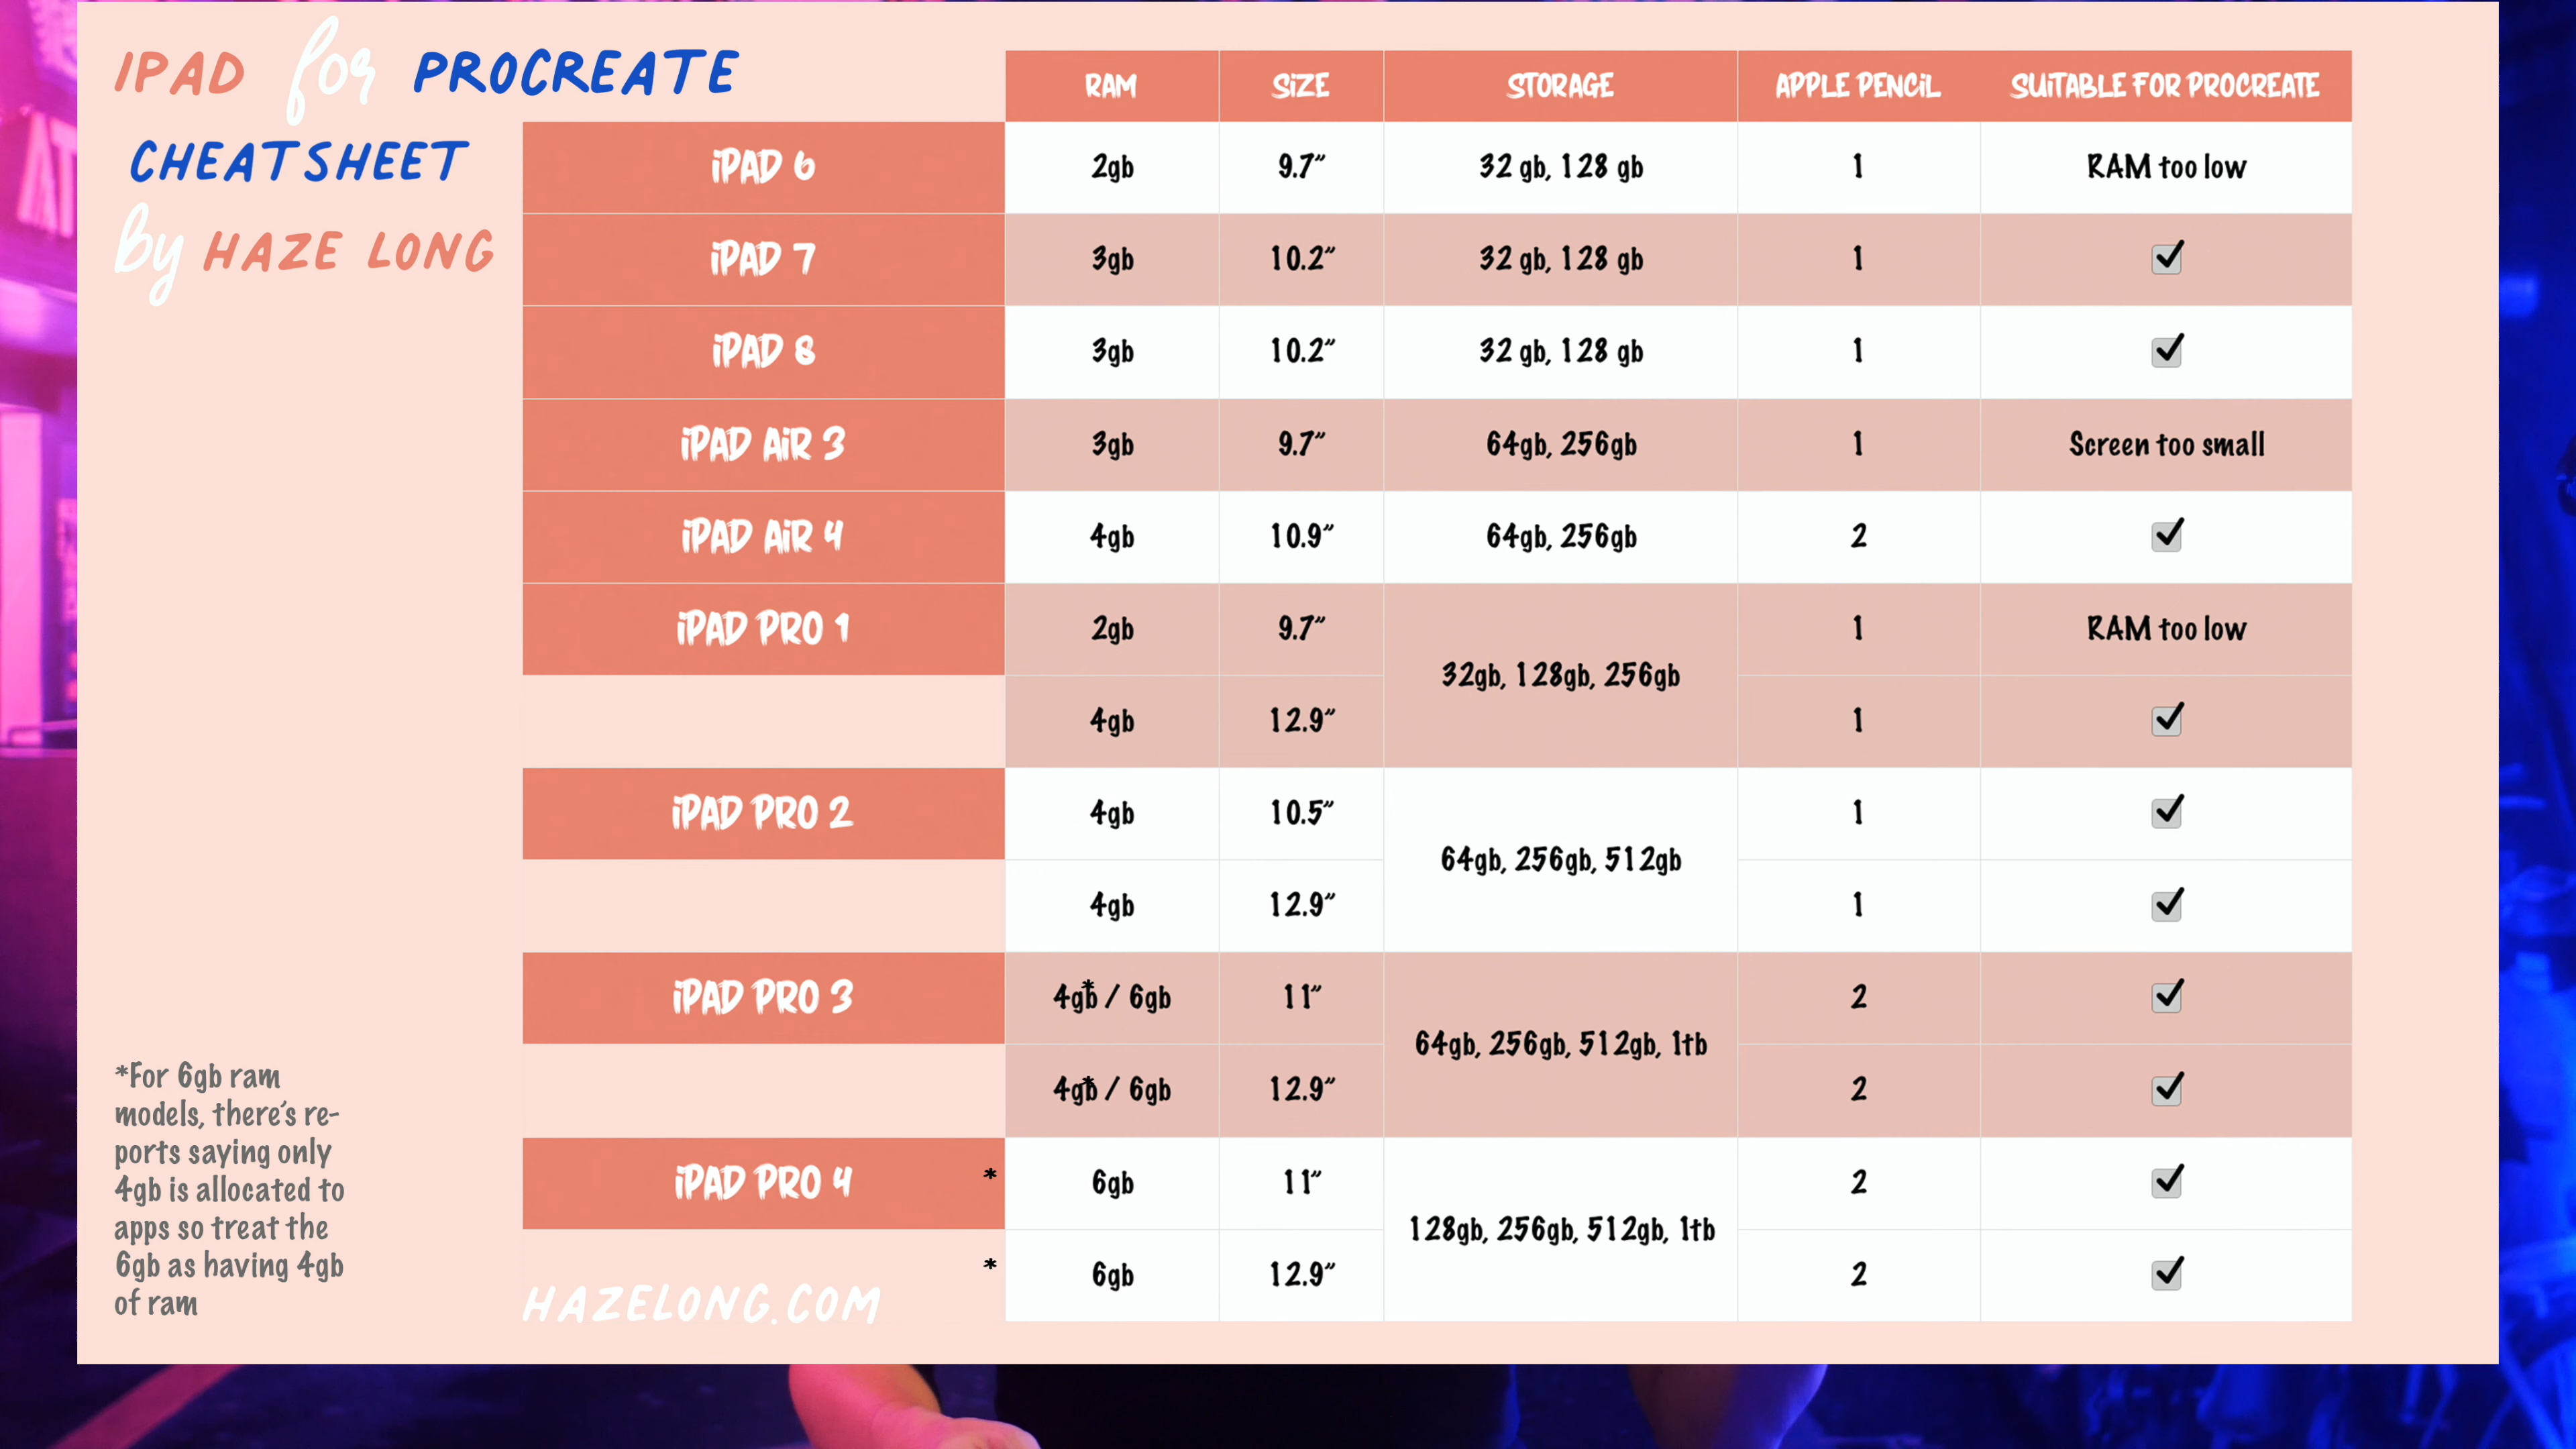 IPAD for PROCREATE
CHEATSHEET
by HAZE LONG
RAM SiZE STORAGE APPLE PENCiL SUiTABLE FOR PROCREATE
iPAD 6 2gb 9.7” 32 gb, 128 gb 1 RAM too low
iPAD 7 3gb 10.2” 32 gb, 128 gb 1 ✓
iPAD 8 3gb 10.2” 32 gb, 128 gb 1 ✓
iPAD AiR 3 3gb 9.7” 64gb, 256gb 1 Screen too small
iPAD AiR 4 4gb 10.9” 64gb, 256gb 2 ✓
iPAD PRO 1 2gb 9.7” 1 RAM too low
32gb, 128gb, 256gb
4gb 12.9” 1 ✓
iPAD PRO 2 4gb 10.5” 1 ✓
64gb, 256gb, 512gb
4gb 12.9” 1 ✓
iPAD PRO 3 4gb* / 6gb 11” 2 ✓
64gb, 256gb, 512gb, 1tb
4gb* / 6gb 12.9” 2 ✓
iPAD PRO 4 * 6gb 11” 2 ✓
128gb, 256gb, 512gb, 1tb
* 6gb 12.9” 2 ✓
*For 6gb ram
models, there’s re-
ports saying only
4gb is allocated to
apps so treat the
6gb as having 4gb
of ram
HAZELONG.COM